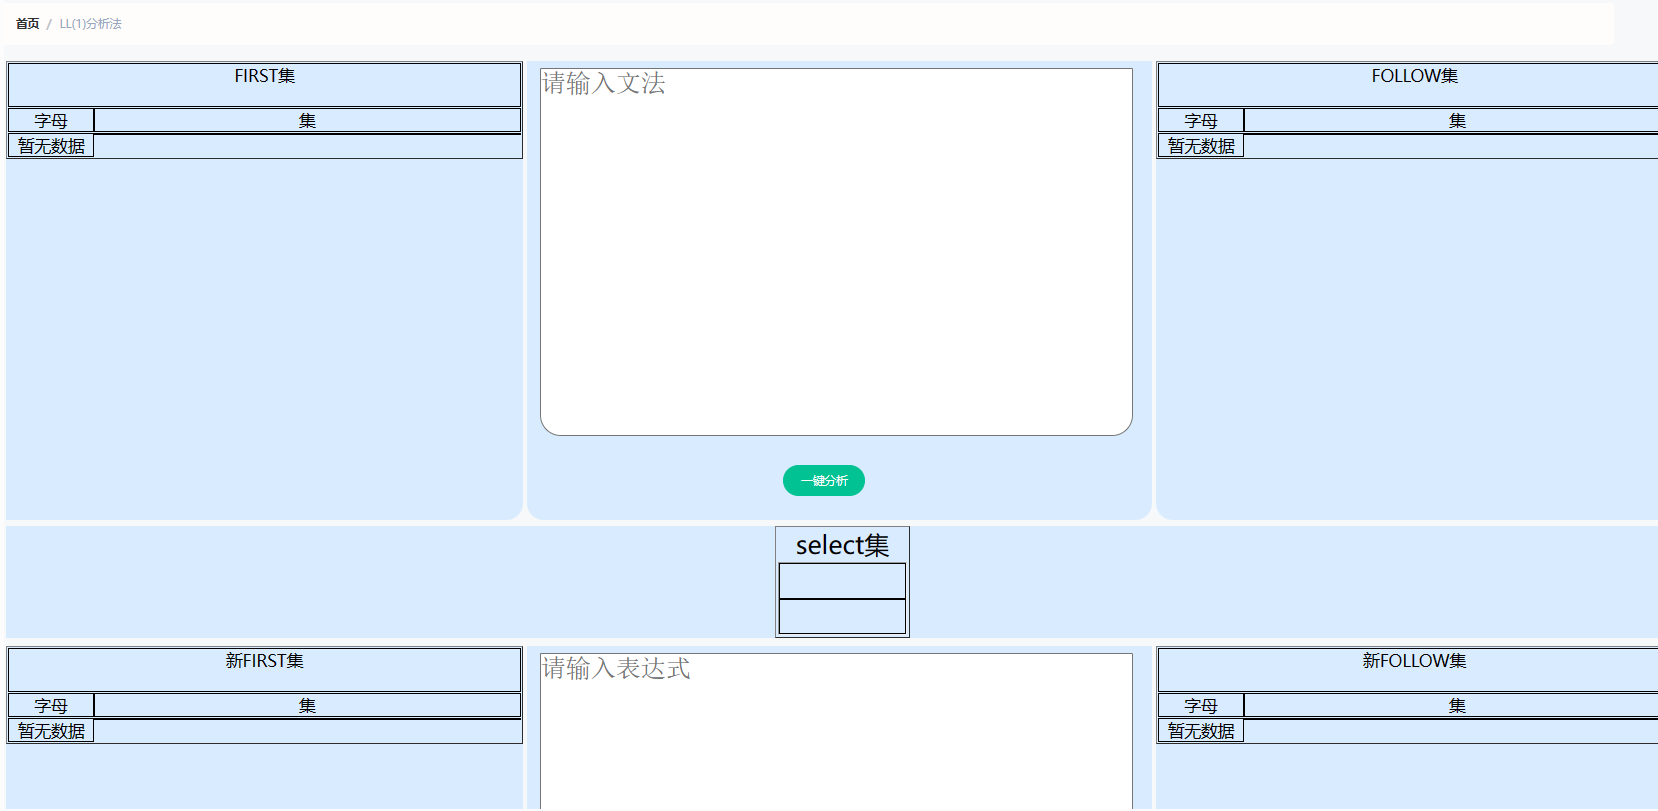 首页 / LL(1)分析法
FIRST集
字母 集
暂无数据
请输入文法
一键分析
FOLLOW集
字母 集
暂无数据
select集
新FIRST集
字母 集
暂无数据
请输入表达式
新FOLLOW集
字母 集
暂无数据